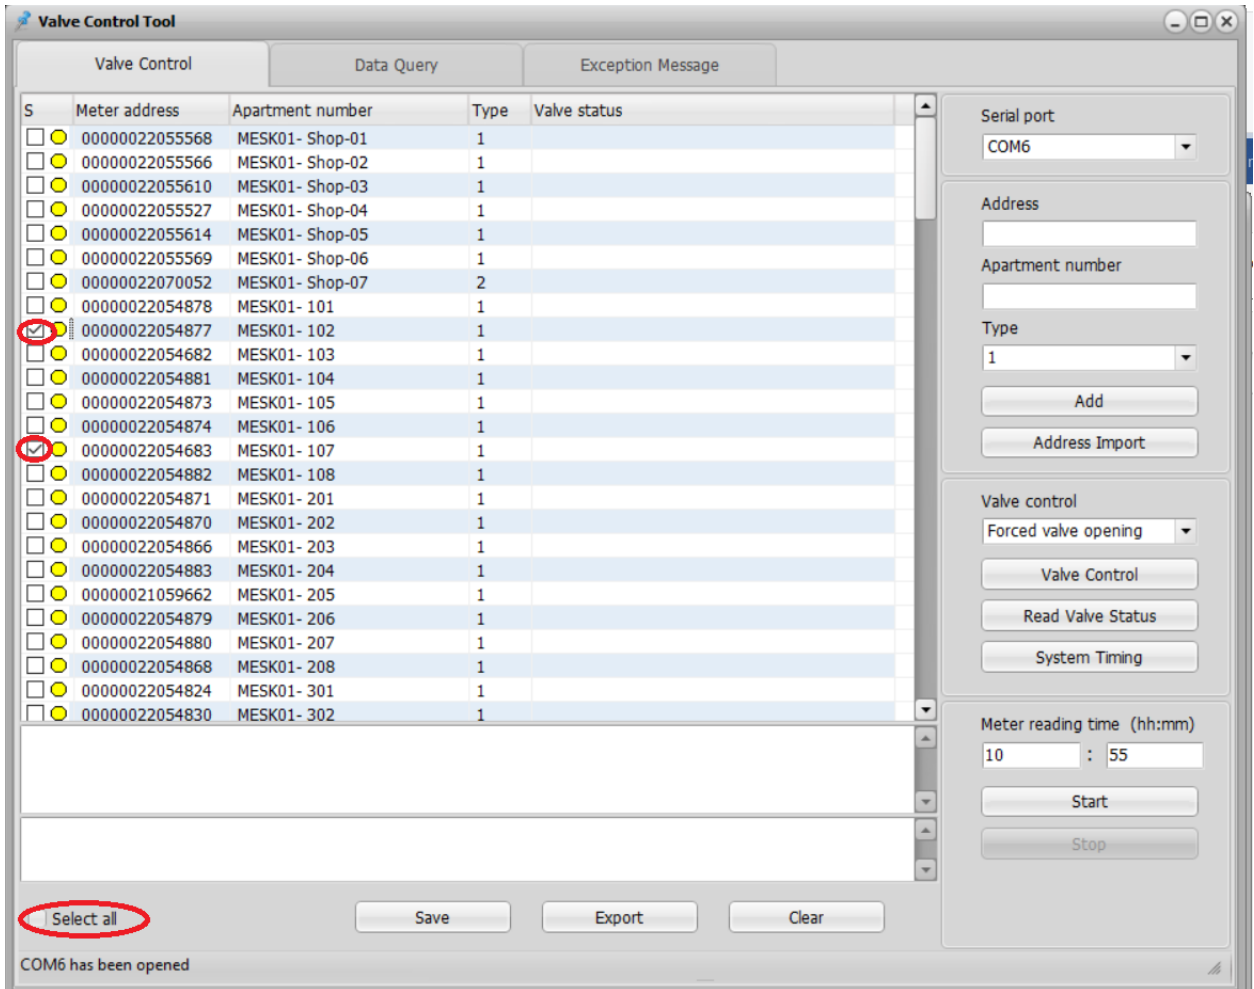 Valve Control Tool
Valve Control Data Query Exception Message
S Meter address Apartment number Type Valve status
00000022055568 MESK01- Shop-01 1
00000022055566 MESK01- Shop-02 1
00000022055610 MESK01- Shop-03 1
00000022055527 MESK01- Shop-04 1
00000022055614 MESK01- Shop-05 1
00000022055569 MESK01- Shop-06 1
00000022070052 MESK01- Shop-07 2
00000022054878 MESK01- 101 1
00000022054877 MESK01- 102 1
00000022054682 MESK01- 103 1
00000022054881 MESK01- 104 1
00000022054873 MESK01- 105 1
00000022054874 MESK01- 106 1
00000022054683 MESK01- 107 1
00000022054882 MESK01- 108 1
00000022054871 MESK01- 201 1
00000022054870 MESK01- 202 1
00000022054866 MESK01- 203 1
00000022054883 MESK01- 204 1
00000021059662 MESK01- 205 1
00000022054879 MESK01- 206 1
00000022054880 MESK01- 207 1
00000022054868 MESK01- 208 1
00000022054824 MESK01- 301 1
00000022054830 MESK01- 302 1
Select all Save Export Clear
COM6 has been opened
Serial port
COM6
Address
Apartment number
Type
1
Add
Address Import
Valve control
Forced valve opening
Valve Control
Read Valve Status
System Timing
Meter reading time (hh:mm)
10 : 55
Start
Stop